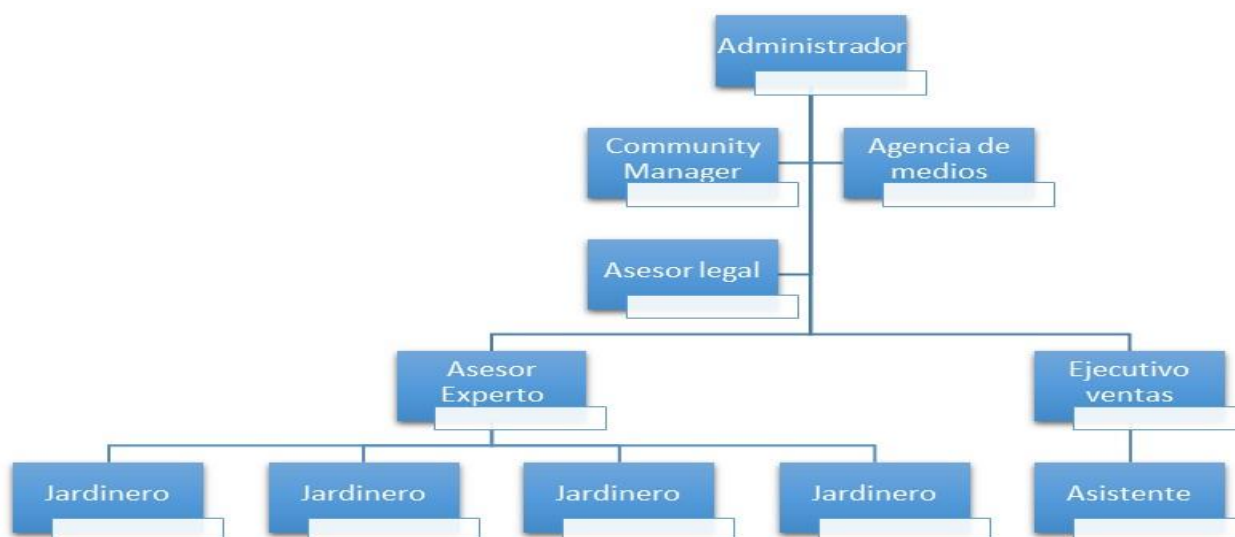 Administrador
Community
Manager
Agencia de
medios
Asesor legal
Asesor
Experto
Ejecutivo
ventas
Jardinero
Jardinero
Jardinero
Jardinero
Asistente